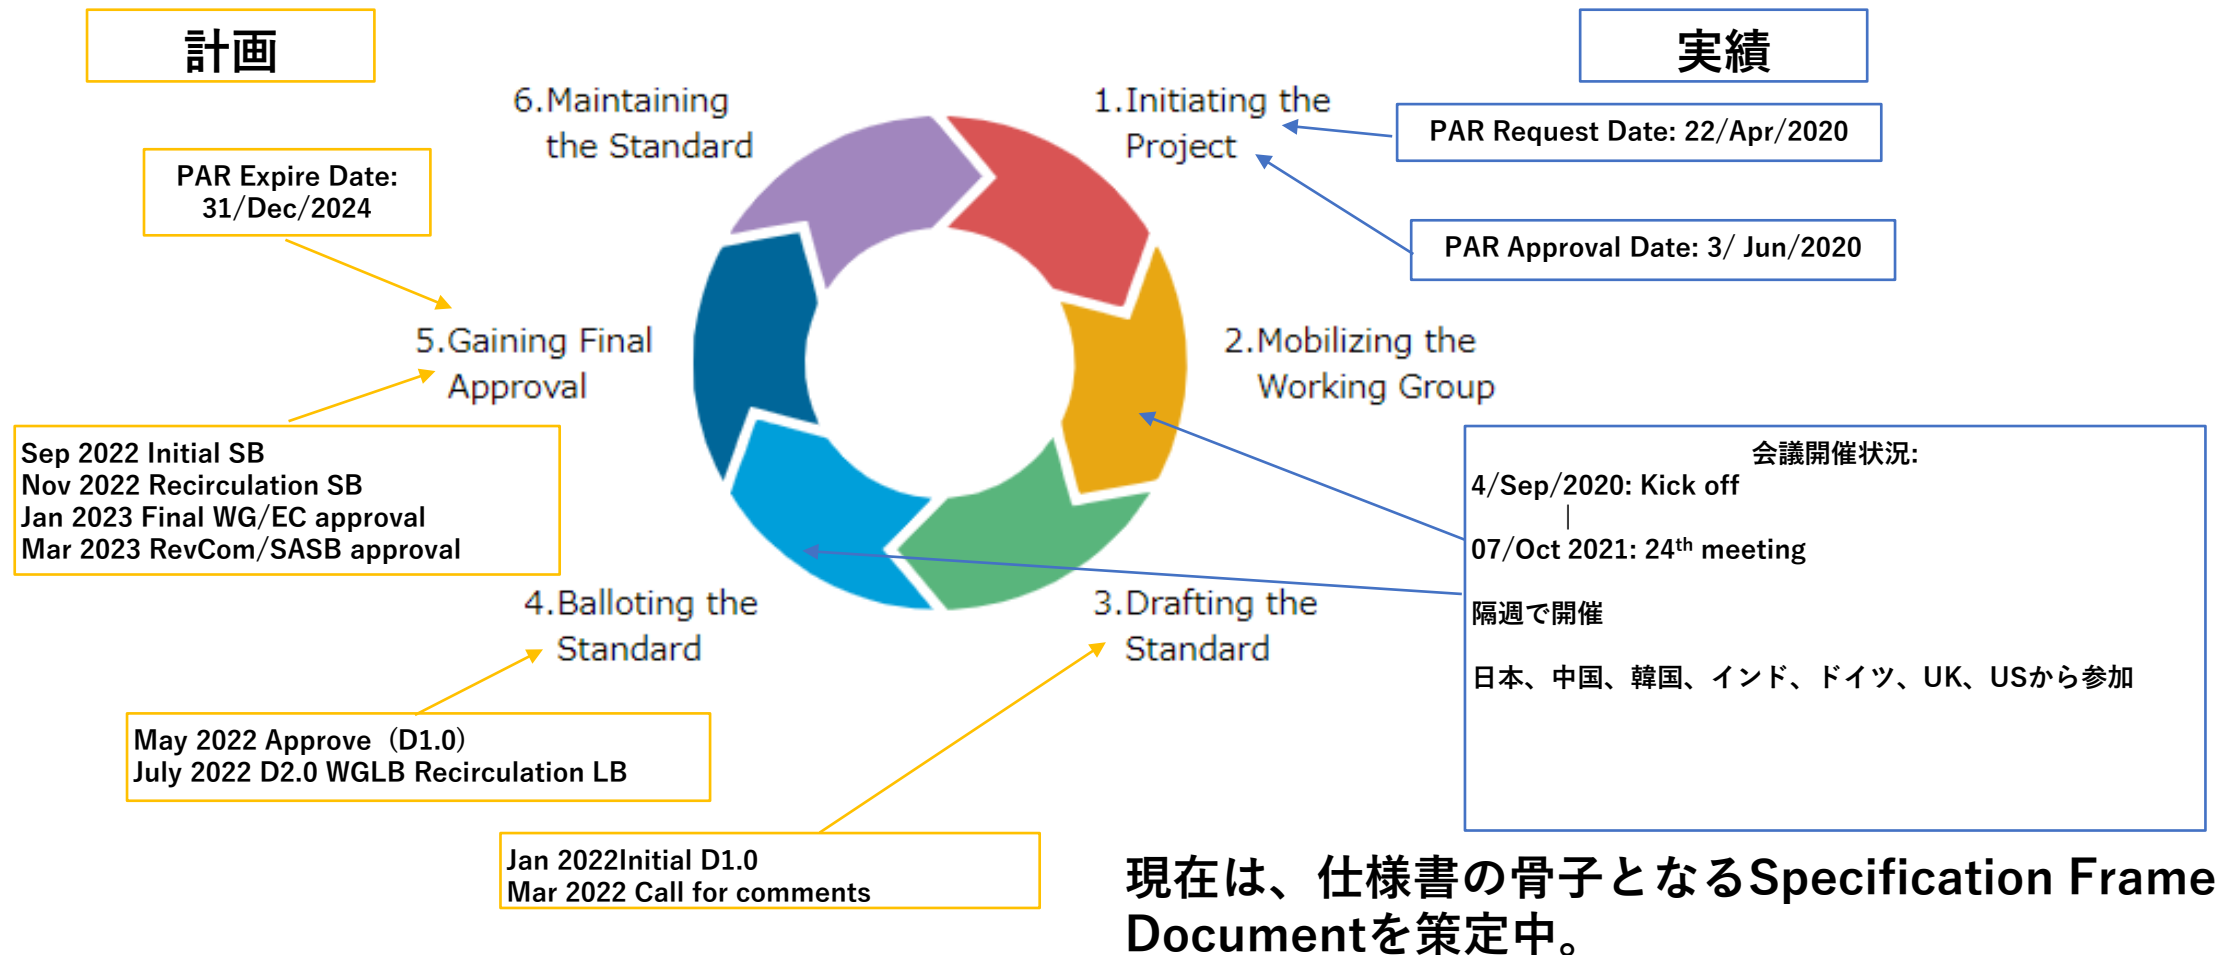 計画
実績
6.Maintaining
the Standard
1.Initiating the
Project
PAR Request Date: 22/Apr/2020
PAR Expire Date:
31/Dec/2024
PAR Approval Date: 3/ Jun/2020
5.Gaining Final
Approval
2.Mobilizing the
Working Group
Sep 2022 Initial SB
Nov 2022 Recirculation SB
Jan 2023 Final WG/EC approval
Mar 2023 RevCom/SASB approval
会議開催状況:
4/Sep/2020: Kick off
|
07/Oct 2021: 24th meeting
隔週で開催
日本、中国、韓国、インド、ドイツ、UK、USから参加
4.Balloting the
Standard
3.Drafting the
Standard
May 2022 Approve（D1.0）
July 2022 D2.0 WGLB Recirculation LB
Jan 2022Initial D1.0
Mar 2022 Call for comments
現在は、仕様書の骨子となるSpecification Frame
Documentを策定中。